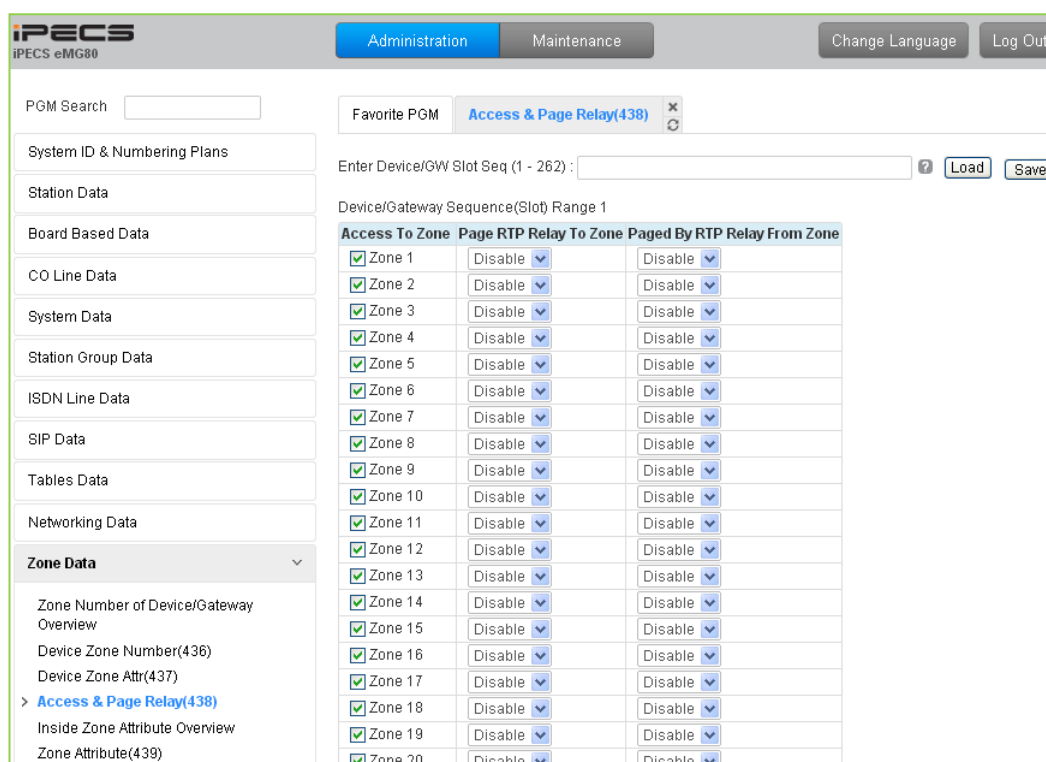 iPECS
iPECS eMG80
Administration Maintenance Change Language Log Out
PGM Search
System ID & Numbering Plans
Station Data
Board Based Data
CO Line Data
System Data
Station Group Data
ISDN Line Data
SIP Data
Tables Data
Networking Data
Zone Data
Zone Number of Device/Gateway
Overview
Device Zone Number(436)
Device Zone Attr(437)
> Access & Page Relay(438)
Inside Zone Attribute Overview
Zone Attribute(439)
Favorite PGM Access & Page Relay(438)
Enter Device/GW Slot Seq (1 - 262) : ? Load Save
Device/Gateway Sequence(Slot) Range 1
Access To Zone Page RTP Relay To Zone Paged By RTP Relay From Zone
Zone 1 Disable Disable
Zone 2 Disable Disable
Zone 3 Disable Disable
Zone 4 Disable Disable
Zone 5 Disable Disable
Zone 6 Disable Disable
Zone 7 Disable Disable
Zone 8 Disable Disable
Zone 9 Disable Disable
Zone 10 Disable Disable
Zone 11 Disable Disable
Zone 12 Disable Disable
Zone 13 Disable Disable
Zone 14 Disable Disable
Zone 15 Disable Disable
Zone 16 Disable Disable
Zone 17 Disable Disable
Zone 18 Disable Disable
Zone 19 Disable Disable
Zone 20 Disable Disable